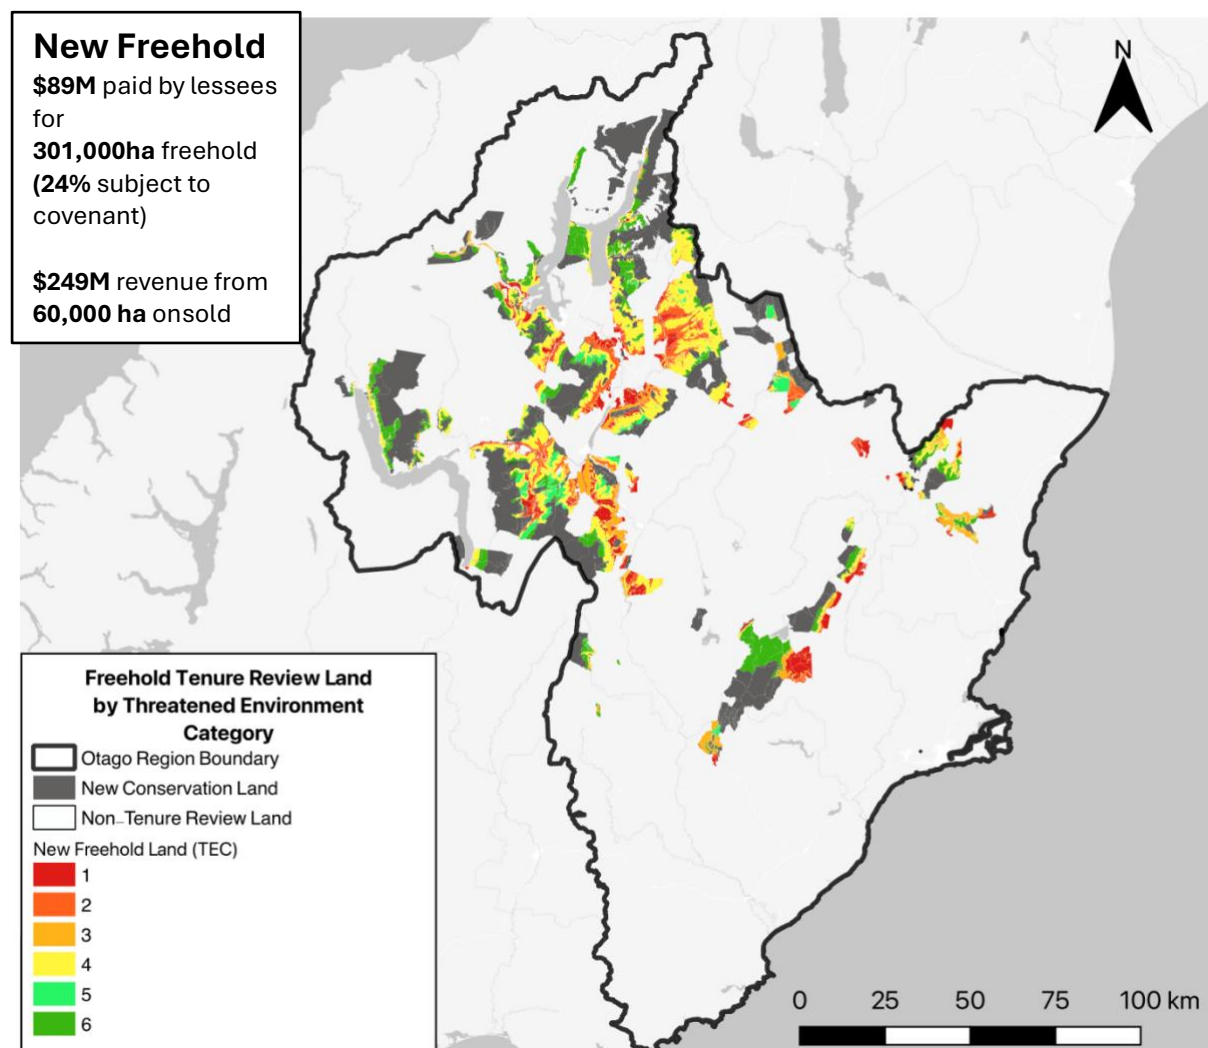 New Freehold
$89M paid by lessees
for
301,000ha freehold
(24% subject to
covenant)
$249M revenue from
60,000 ha onsold
N
Freehold Tenure Review Land
by Threatened Environment
Category
Otago Region Boundary
New Conservation Land
Non-Tenure Review Land
New Freehold Land (TEC)
1
2
3
4
5
6
0 25 50 75 100 km